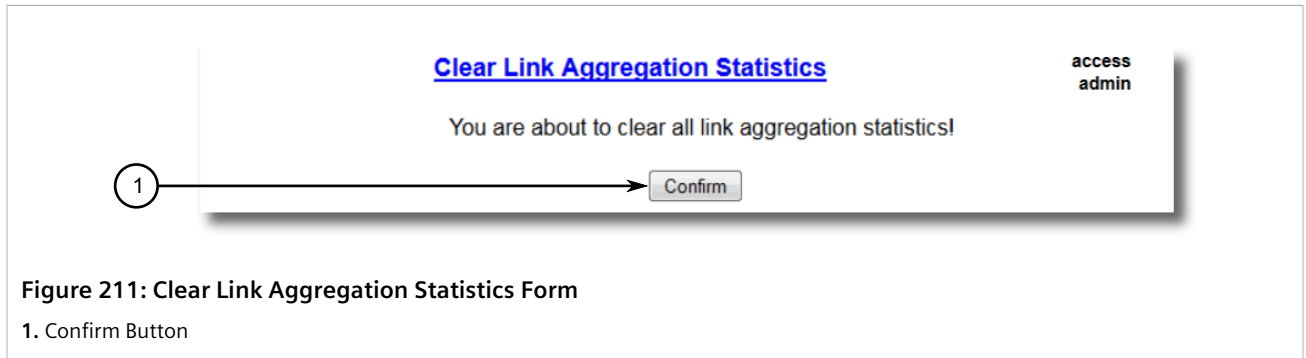 Clear Link Aggregation Statistics
access
admin
You are about to clear all link aggregation statistics!
1
Confirm
Figure 211: Clear Link Aggregation Statistics Form
1. Confirm Button